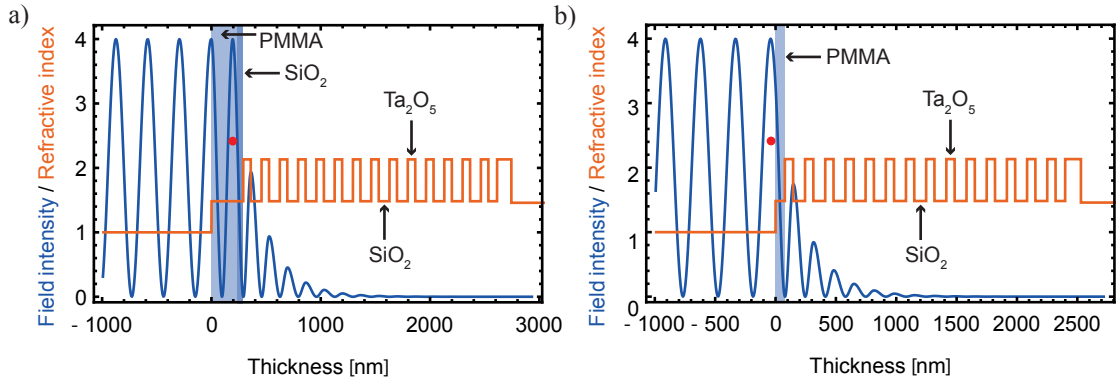 a)
Field intensity / Refractive index
4
3
2
1
0
PMMA
SiO₂
Ta₂O₅
SiO₂
- 1000
0
1000
2000
3000
Thickness [nm]
b)
Field intensity / Refractive index
4
3
2
1
0
PMMA
Ta₂O₅
SiO₂
- 1000
- 500
0
500
1000
1500
2000
2500
Thickness [nm]